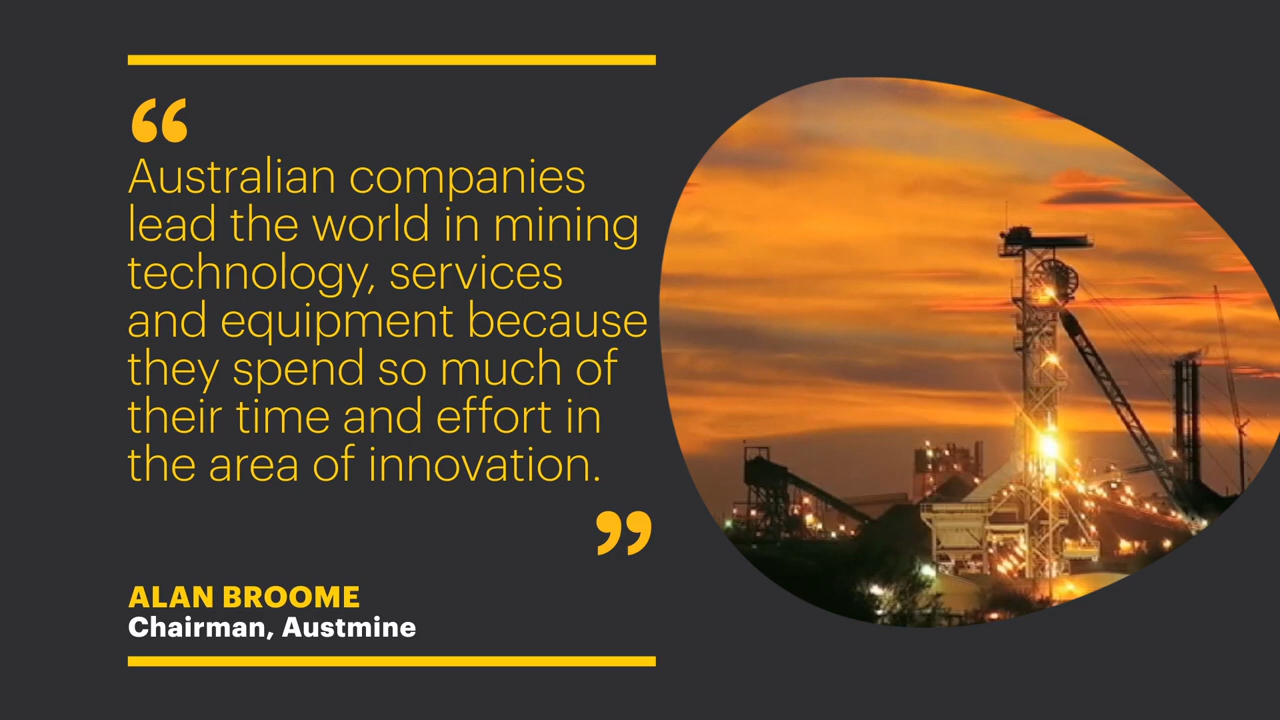 “
Australian companies
lead the world in mining
technology, services
and equipment because
they spend so much of
their time and effort in
the area of innovation.
”
ALAN BROOME
Chairman, Austmine